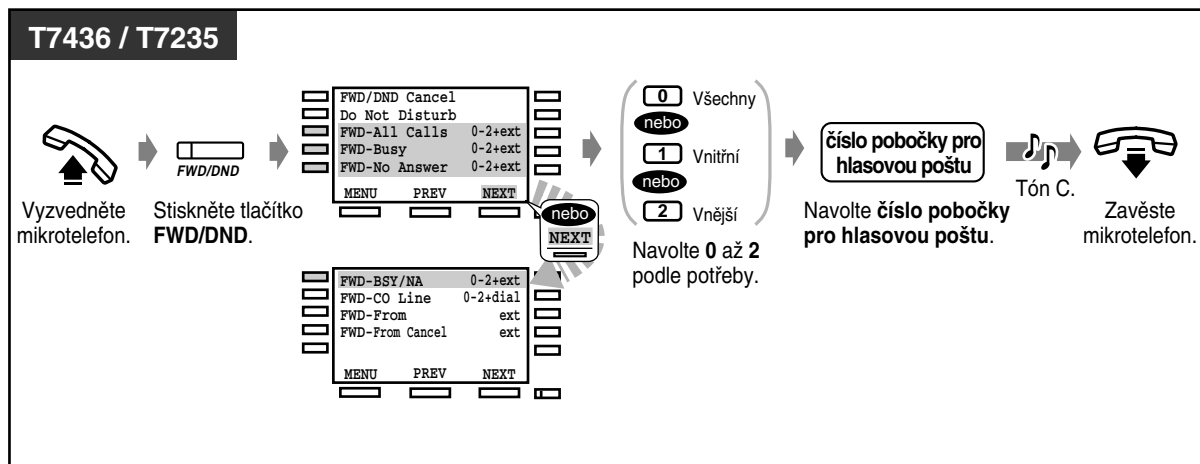 T7436 / T7235
Vyzvedněte
mikrotelefon.
FWD/DND
Stiskněte tlačítko
FWD/DND.
FWD/DND Cancel
Do Not Disturb
FWD-All Calls 0-2+ext
FWD-Busy 0-2+ext
FWD-No Answer 0-2+ext
MENU PREV NEXT
nebo
NEXT
FWD-BSY/NA 0-2+ext
FWD-CO Line 0-2+dial
FWD-From ext
FWD-From Cancel ext
MENU PREV NEXT
0 Všechny
nebo
1 Vnitřní
nebo
2 Vnější
Navolte 0 až 2
podle potřeby.
číslo pobočky pro
hlasovou poštu
Navolte číslo pobočky
pro hlasovou poštu.
Tón C.
Zavěste
mikrotelefon.